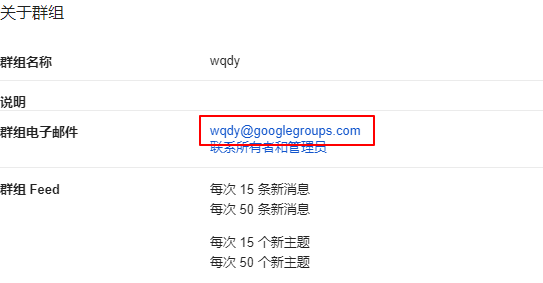 关于群组
群组名称 wqdy
说明
群组电子邮件 wqdy@googlegroups.com
联系所有者和管理员
群组 Feed 每次 15 条新消息
每次 50 条新消息
每次 15 个新主题
每次 50 个新主题